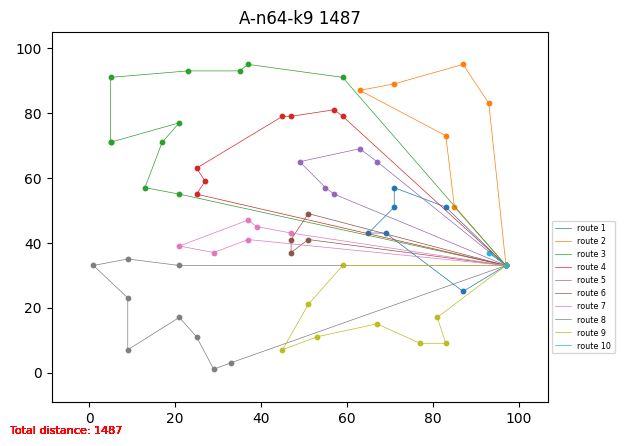 A-n64-k9 1487
100
80
60
40
20
0
0 20 40 60 80 100
route 1
route 2
route 3
route 4
route 5
route 6
route 7
route 8
route 9
route 10
Total distance: 1487